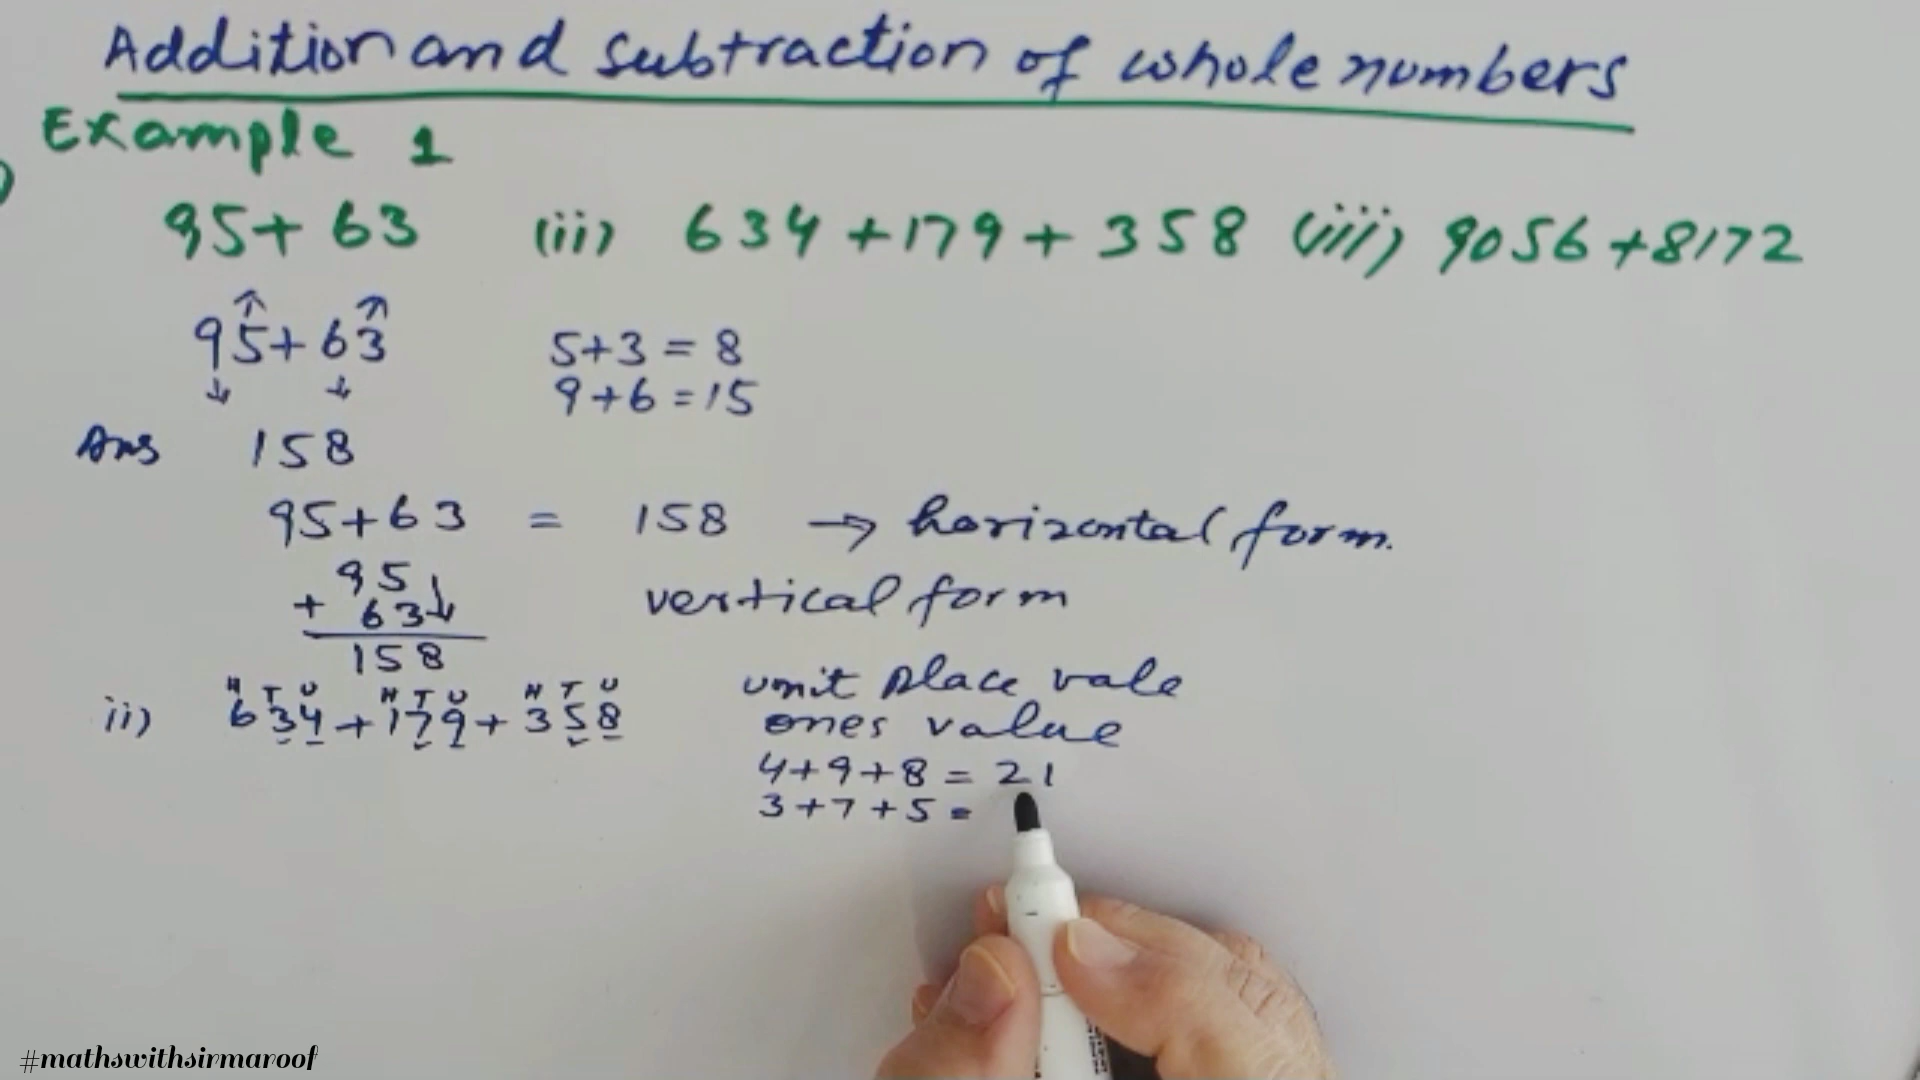 Addition and subtraction of whole numbers
Example 1
95+63 (ii) 634+179+358 (iii) 9056+8172
95+63
5+3=8
9+6=15
Ans 158
95+63 = 158 → horizontal form.
95
+ 63
158
vertical form
H T U H T U H T U
ii) 634+179+358
unit place vale
ones value
4+9+8=21
3+7+5=
#mathswithsirmaroof